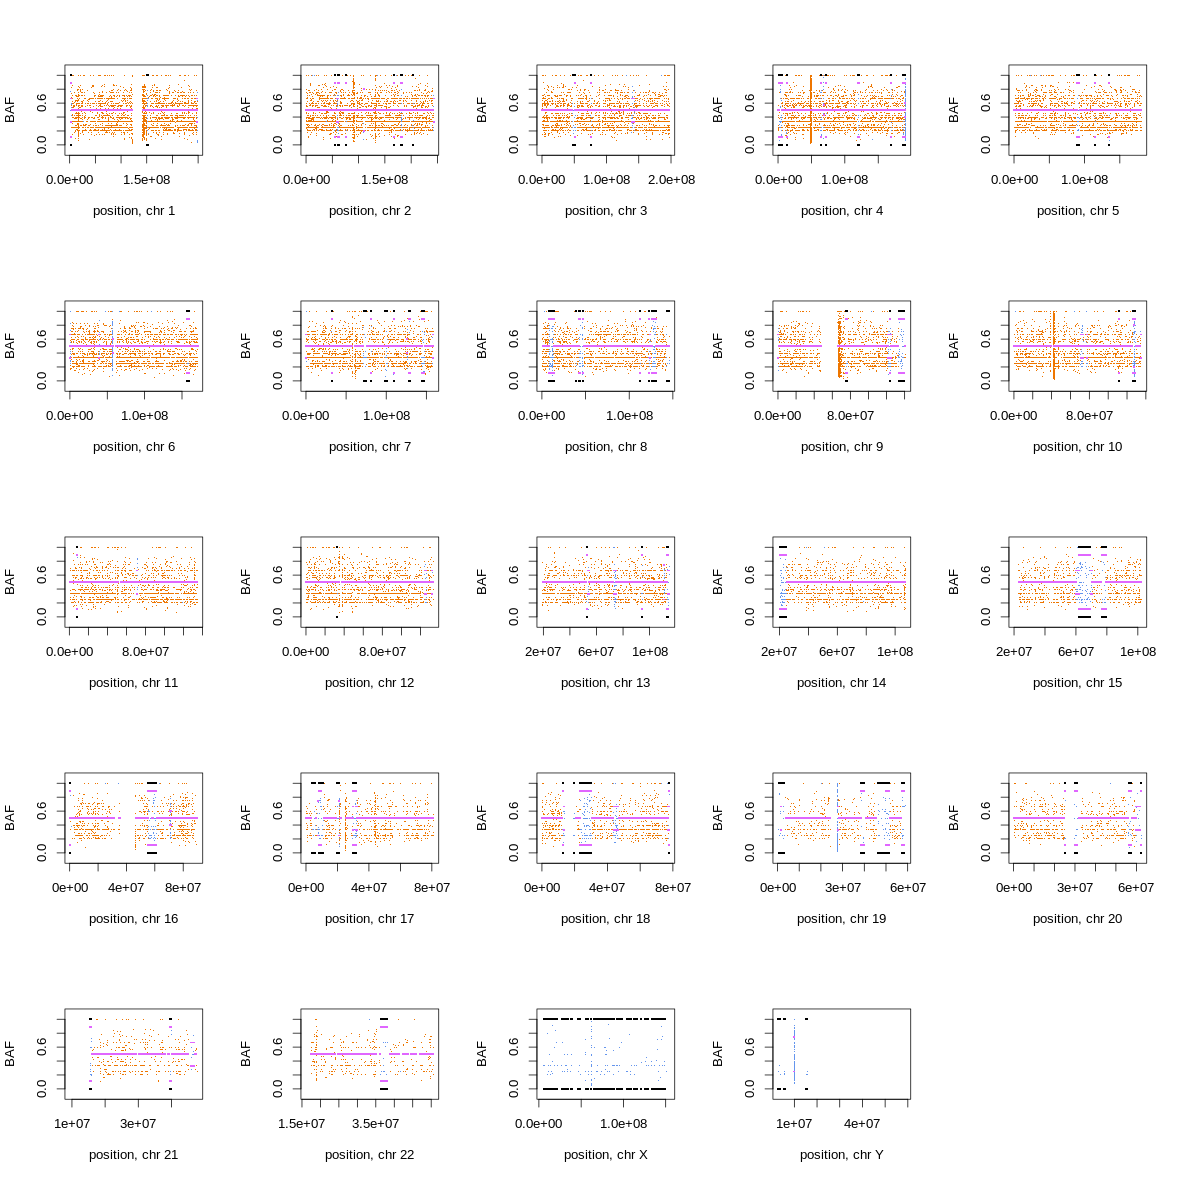 BAF
0.0 0.6
0.0e+00 1.5e+08
position, chr 1
BAF
0.0 0.6
0.0e+00 1.5e+08
position, chr 2
BAF
0.0 0.6
0.0e+00 1.0e+08 2.0e+08
position, chr 3
BAF
0.0 0.6
0.0e+00 1.0e+08
position, chr 4
BAF
0.0 0.6
0.0e+00 1.0e+08
position, chr 5
BAF
0.0 0.6
0.0e+00 1.0e+08
position, chr 6
BAF
0.0 0.6
0.0e+00 1.0e+08
position, chr 7
BAF
0.0 0.6
0.0e+00 1.0e+08
position, chr 8
BAF
0.0 0.6
0.0e+00 8.0e+07
position, chr 9
BAF
0.0 0.6
0.0e+00 8.0e+07
position, chr 10
BAF
0.0 0.6
0.0e+00 8.0e+07
position, chr 11
BAF
0.0 0.6
0.0e+00 8.0e+07
position, chr 12
BAF
0.0 0.6
2e+07 6e+07 1e+08
position, chr 13
BAF
0.0 0.6
2e+07 6e+07 1e+08
position, chr 14
BAF
0.0 0.6
2e+07 6e+07 1e+08
position, chr 15
BAF
0.0 0.6
0e+00 4e+07 8e+07
position, chr 16
BAF
0.0 0.6
0e+00 4e+07 8e+07
position, chr 17
BAF
0.0 0.6
0e+00 4e+07 8e+07
position, chr 18
BAF
0.0 0.6
0e+00 3e+07 6e+07
position, chr 19
BAF
0.0 0.6
0e+00 3e+07 6e+07
position, chr 20
BAF
0.0 0.6
1e+07 3e+07
position, chr 21
BAF
0.0 0.6
1.5e+07 3.5e+07
position, chr 22
BAF
0.0 0.6
0.0e+00 1.0e+08
position, chr X
BAF
0.0 0.6
1e+07 4e+07
position, chr Y